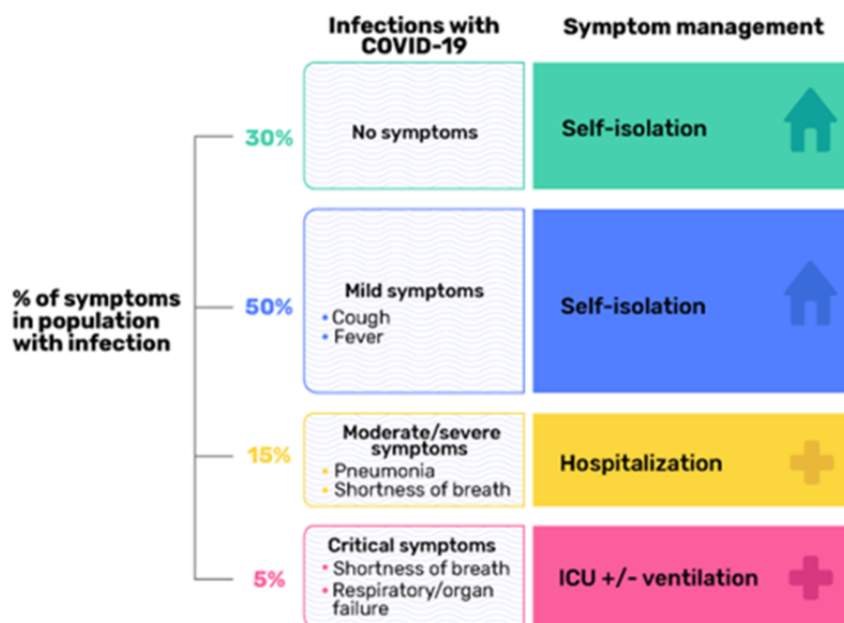 Infections with
COVID-19
Symptom management
% of symptoms
in population
with infection
30%
No symptoms
Self-isolation
50%
Mild symptoms
• Cough
• Fever
Self-isolation
15%
Moderate/severe
symptoms
• Pneumonia
• Shortness of breath
Hospitalization
5%
Critical symptoms
• Shortness of breath
• Respiratory/organ
failure
ICU +/- ventilation